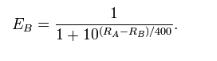 E_B = \frac{1}{1 + 10^{(R_A - R_B)/400}}.